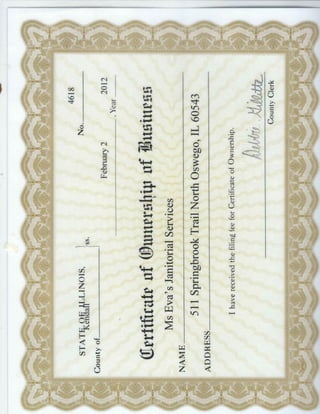 STATE OF ILLINOIS, No. 4618
County of Kendall ss.
February 2 , Year 2012
Certificate of Ownership of Business
Ms Eva's Janitorial Services
NAME
511 Springbrook Trail North Oswego, IL 60543
ADDRESS
I have received the filing fee for Certificate of Ownership.
Debbie Gillette
County Clerk